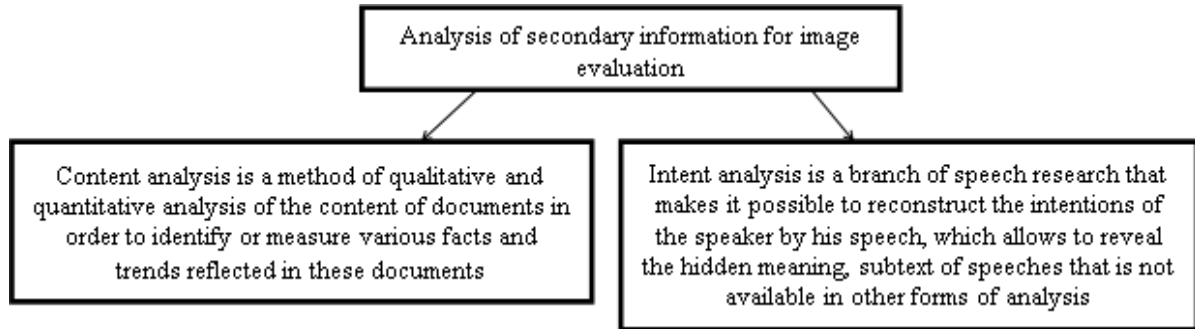 Analysis of secondary information for image
evaluation
Content analysis is a method of qualitative and
quantitative analysis of the content of documents in
order to identify or measure various facts and
trends reflected in these documents
Intent analysis is a branch of speech research that
makes it possible to reconstruct the intentions of
the speaker by his speech, which allows to reveal
the hidden meaning, subtext of speeches that is not
available in other forms of analysis